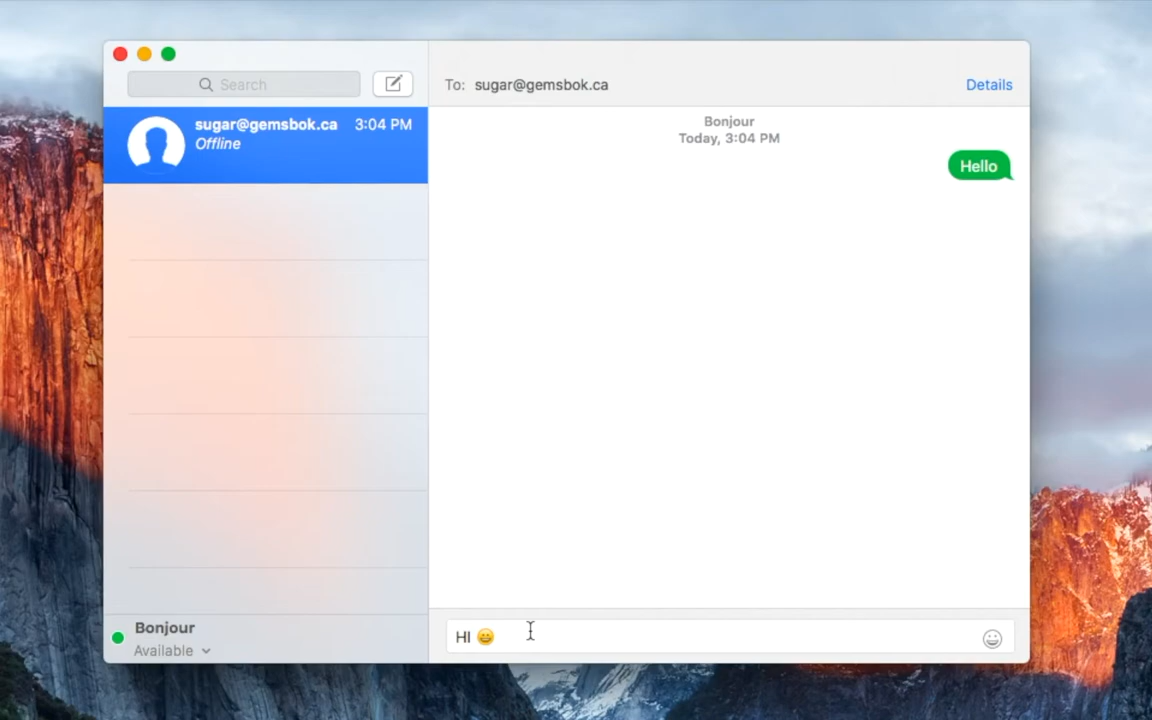 Search
sugar@gemsbok.ca 3:04 PM
Offline
To: sugar@gemsbok.ca Details
Bonjour
Today, 3:04 PM
Hello
Bonjour
Available
HI 😀